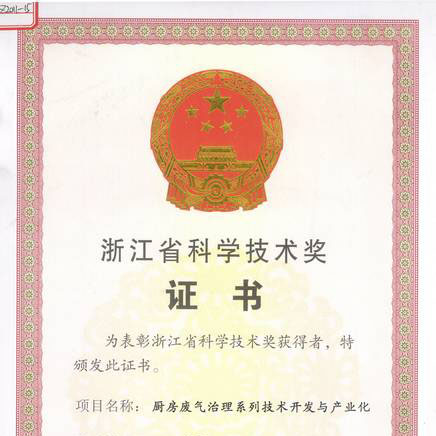 浙江省科学技术奖
证 书
为表彰浙江省科学技术奖获得者，特
颁发此证书。
项目名称： 厨房废气治理系列技术开发与产业化